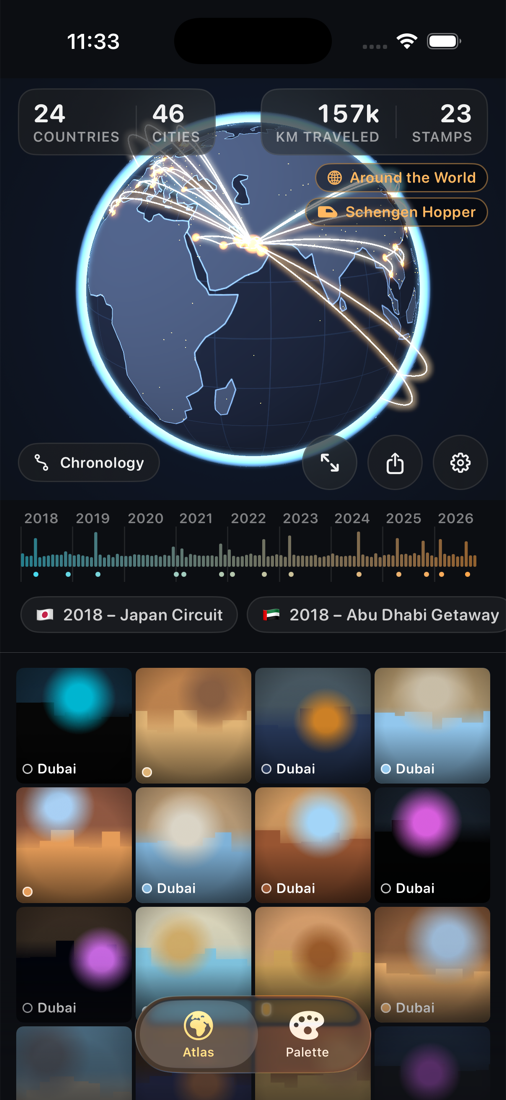 11:33
24
COUNTRIES
46
CITIES
157k
KM TRAVELED
23
STAMPS
Around the World
Schengen Hopper
Chronology
2018 2019 2020 2021 2022 2023 2024 2025 2026
2018 – Japan Circuit
2018 – Abu Dhabi Getaway
Dubai
Dubai
Dubai
Dubai
Dubai
Dubai
Dubai
Dubai
Atlas
Palette